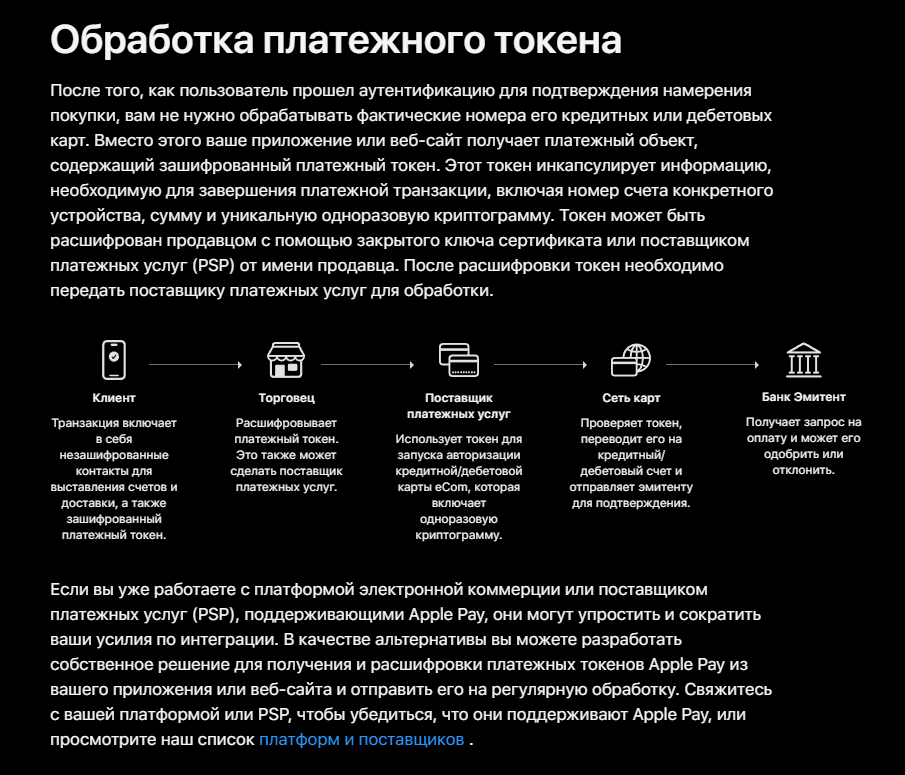 Обработка платежного токена
После того, как пользователь прошел аутентификацию для подтверждения намерения
покупки, вам не нужно обрабатывать фактические номера его кредитных или дебетовых
карт. Вместо этого ваше приложение или веб-сайт получает платежный объект,
содержащий зашифрованный платежный токен. Этот токен инкапсулирует информацию,
необходимую для завершения платежной транзакции, включая номер счета конкретного
устройства, сумму и уникальную одноразовую криптограмму. Токен может быть
расшифрован продавцом с помощью закрытого ключа сертификата или поставщиком
платежных услуг (PSP) от имени продавца. После расшифровки токен необходимо
передать поставщику платежных услуг для обработки.
Клиент
Транзакция включает
в себя
незашифрованные
контакты для
выставления счетов и
доставки, а также
зашифрованный
платежный токен.
Торговец
Расшифровывает
платежный токен.
Это также может
сделать поставщик
платежных услуг.
Поставщик
платежных услуг
Использует токен для
запуска авторизации
кредитной/дебетовой
карты eCom, которая
включает
одноразовую
криптограмму.
Сеть карт
Проверяет токен,
переводит его на
кредитный/
дебетовый счет и
отправляет эмитенту
для подтверждения.
Банк Эмитент
Получает запрос на
оплату и может его
одобрить или
отклонить.
Если вы уже работаете с платформой электронной коммерции или поставщиком
платежных услуг (PSP), поддерживающими Apple Pay, они могут упростить и сократить
ваши усилия по интеграции. В качестве альтернативы вы можете разработать
собственное решение для получения и расшифровки платежных токенов Apple Pay из
вашего приложения или веб-сайта и отправить его на регулярную обработку. Свяжитесь
с вашей платформой или PSP, чтобы убедиться, что они поддерживают Apple Pay, или
просмотрите наш список платформ и поставщиков .